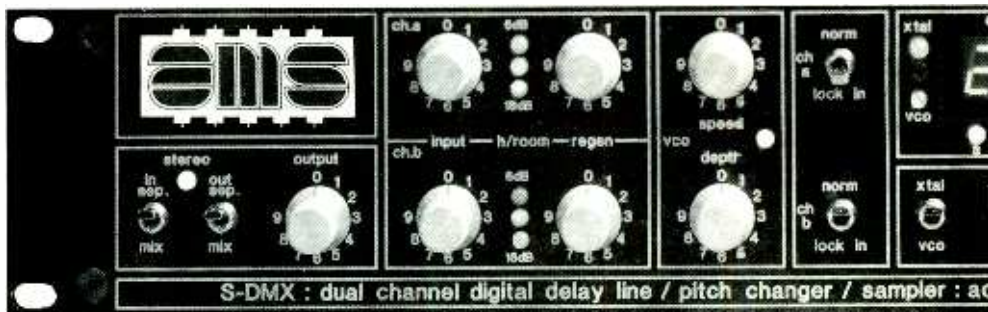 ams
stereo
in sep.
out sep.
mix
mix
output
0 1 2 3 4 5 6 7 8 9
ch.a
0 1 2 3 4 5 6 7 8 9
6dB
18dB
0 1 2 3 4 5 6 7 8 9
input h/room regen
ch.b
0 1 2 3 4 5 6 7 8 9
6dB
18dB
0 1 2 3 4 5 6 7 8 9
0 1 2 3 4 5 6 7 8 9
speed
vco
depth
0 1 2 3 4 5 6 7 8 9
norm
ch a
lock in
norm
ch b
lock in
xtal
vco
xtal
vco
S-DMX : dual channel digital delay line / pitch changer / sampler : ad